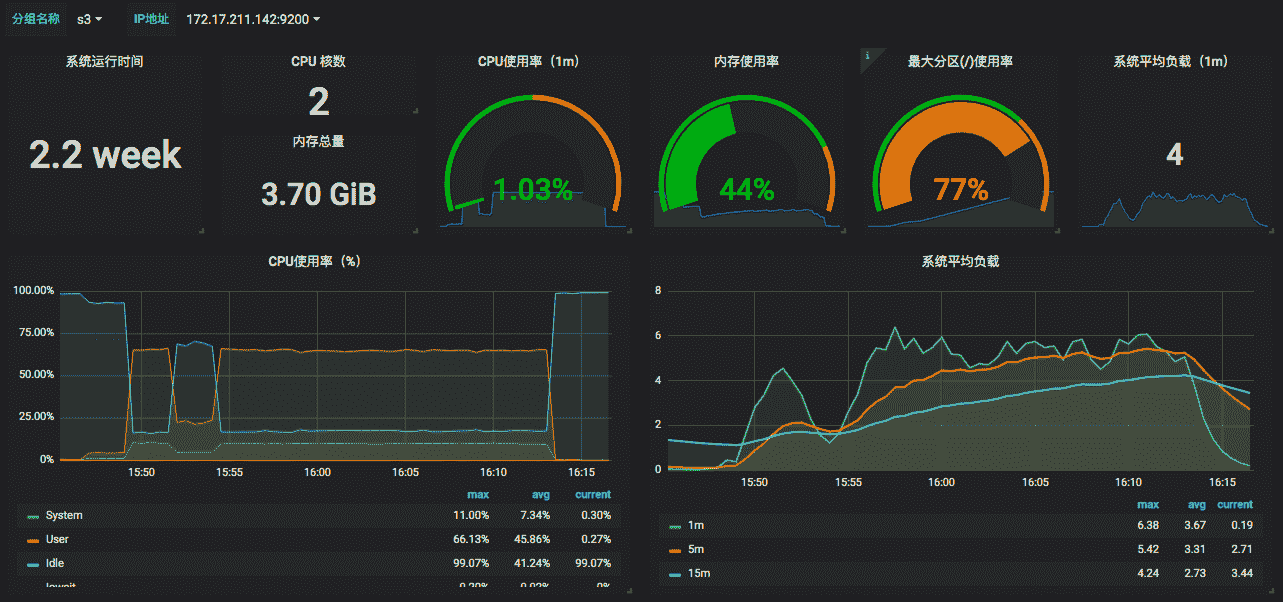 分组名称 s3 IP地址 172.17.211.142:9200
系统运行时间 CPU 核数 CPU使用率（1m） 内存使用率 i 最大分区(/)使用率 系统平均负载（1m）
2.2 week 2 1.03% 44% 77% 4
内存总量
3.70 GiB
CPU使用率（%）
100.00%
75.00%
50.00%
25.00%
0%
15:50 15:55 16:00 16:05 16:10 16:15
max avg current
System 11.00% 7.34% 0.30%
User 66.13% 45.86% 0.27%
Idle 99.07% 41.24% 99.07%
系统平均负载
8
6
4
2
0
15:50 15:55 16:00 16:05 16:10 16:15
max avg current
1m 6.38 3.67 0.19
5m 5.42 3.31 2.71
15m 4.24 2.73 3.44